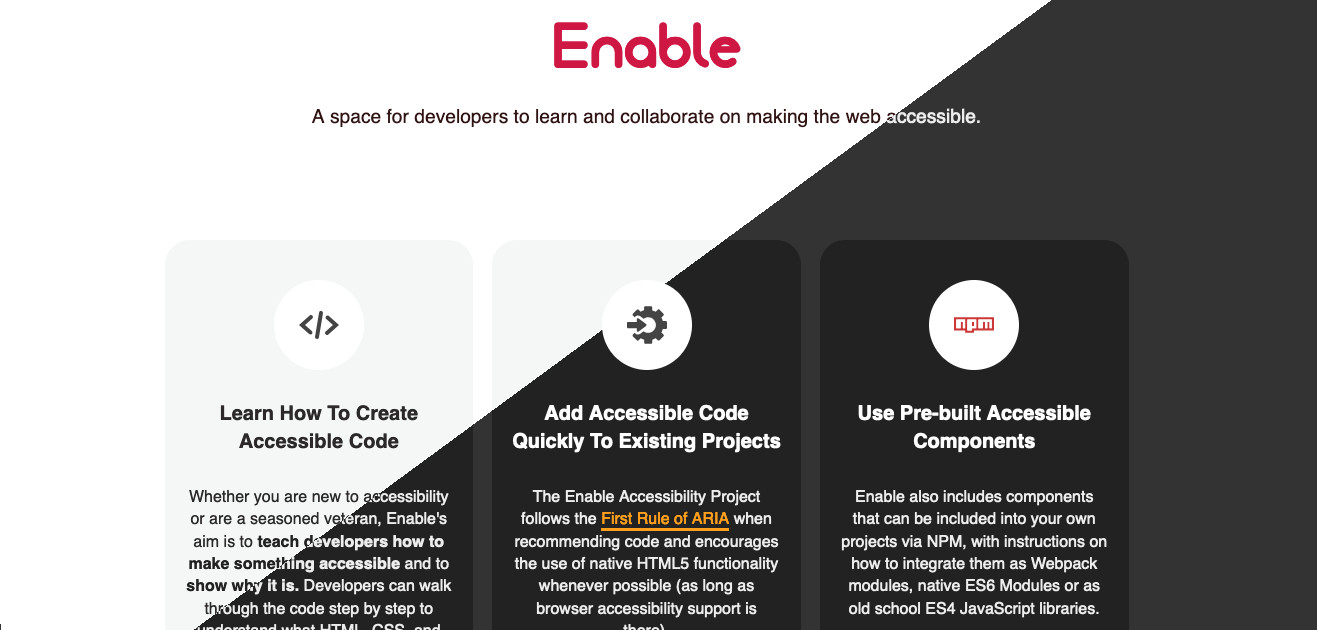 Enable
A space for developers to learn and collaborate on making the web accessible.
</>
Learn How To Create
Accessible Code
Whether you are new to accessibility
or are a seasoned veteran, Enable's
aim is to teach developers how to
make something accessible and to
show why it is. Developers can walk
through the code step by step to
understand what HTML, CSS, and
Add Accessible Code
Quickly To Existing Projects
The Enable Accessibility Project
follows the First Rule of ARIA when
recommending code and encourages
the use of native HTML5 functionality
whenever possible (as long as
browser accessibility support is
there).
npm
Use Pre-built Accessible
Components
Enable also includes components
that can be included into your own
projects via NPM, with instructions on
how to integrate them as Webpack
modules, native ES6 Modules or as
old school ES4 JavaScript libraries.